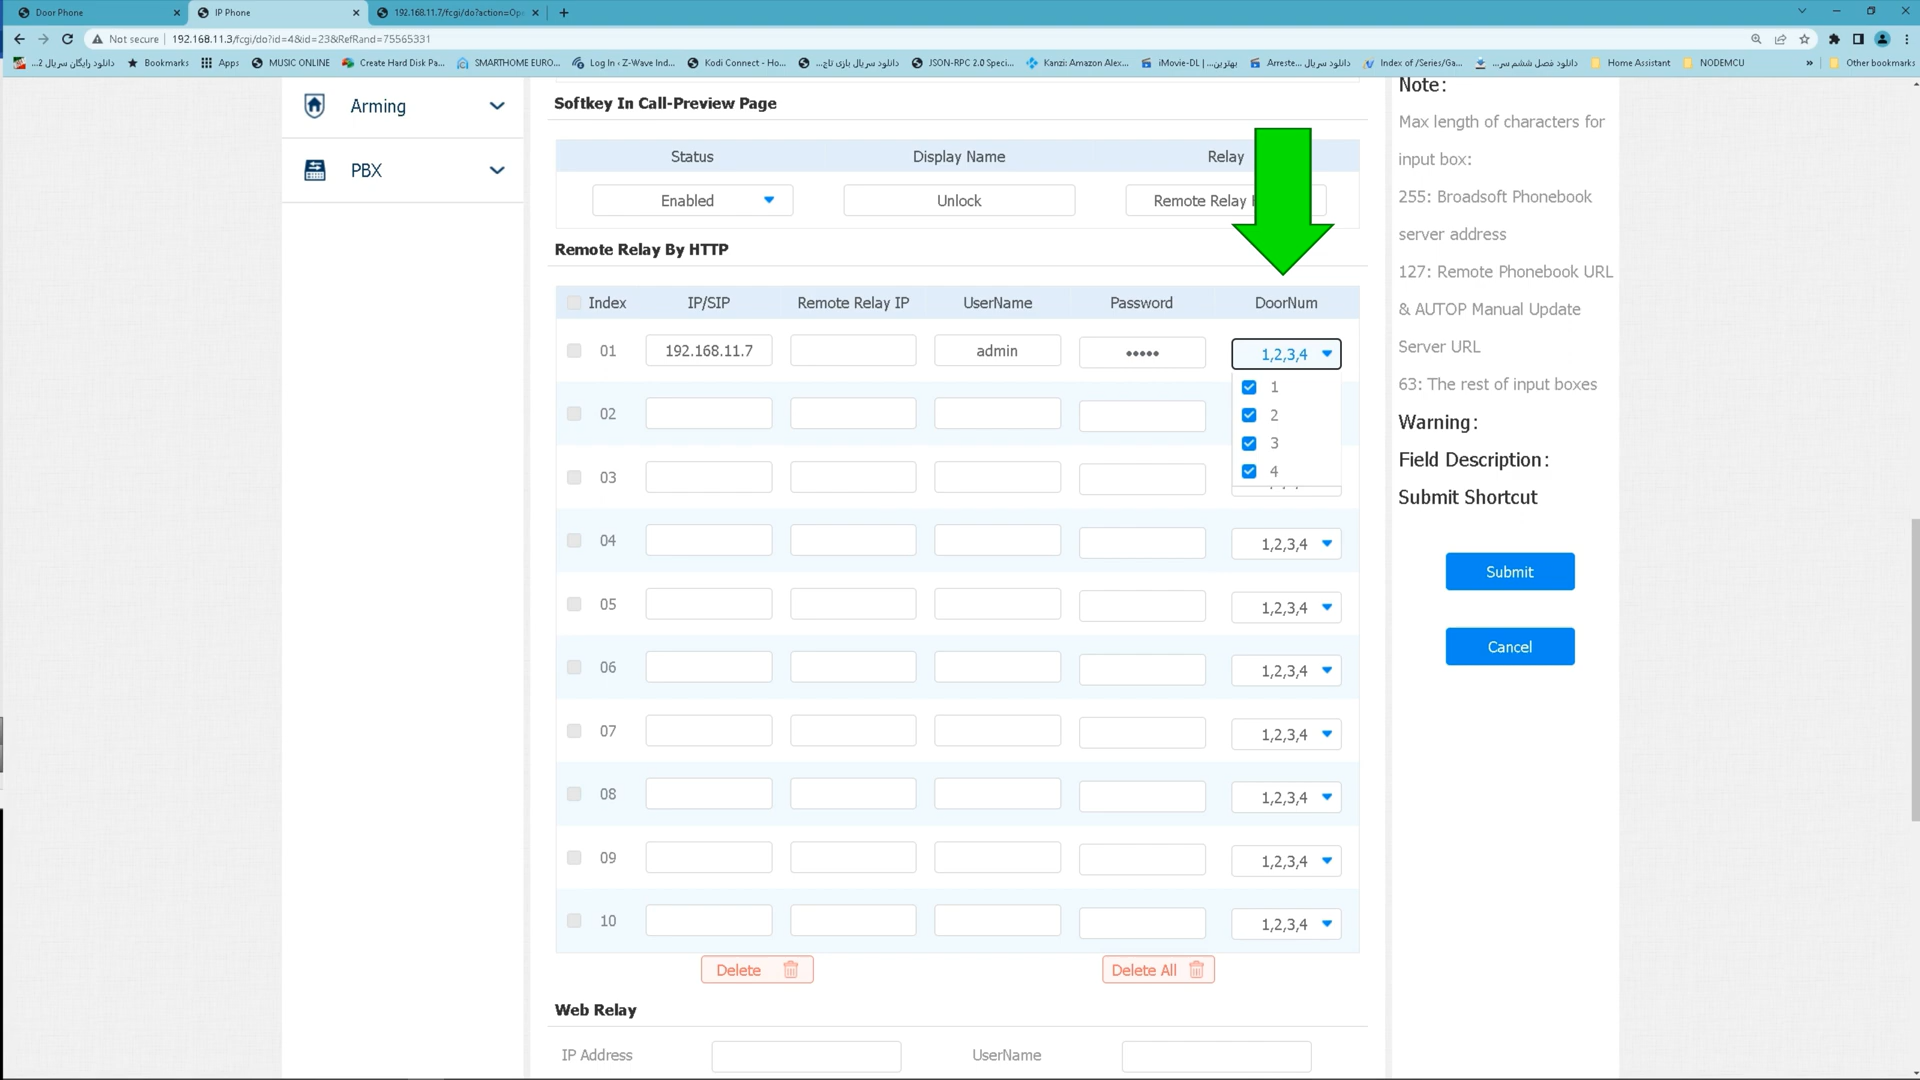 Door Phone
IP Phone
192.168.11.7/fcgi/do?action=Op
Not secure
192.168.11.3/fcgi/do?id=4&id=23&RefRand=75565331
دانلود رایگان سریال 2...
Bookmarks
Apps
MUSIC ONLINE
Create Hard Disk Pa...
SMARTHOME EURO...
Log In ‹ Z-Wave Ind...
Kodi Connect - Ho...
دانلود سریال بازی تاج...
JSON-RPC 2.0 Speci...
Kanzi: Amazon Alex...
iMovie-DL | بهترین...
دانلود سریال Arreste...
Index of /Series/Ga...
دانلود فصل ششم سر...
Home Assistant
NODEMCU
»
Other bookmarks
Arming
PBX
Softkey In Call-Preview Page
Status Display Name Relay
Enabled Unlock Remote Relay
Remote Relay By HTTP
Index IP/SIP Remote Relay IP UserName Password DoorNum
01 192.168.11.7 admin ••••• 1,2,3,4
1
2
3
4
02
03
04 1,2,3,4
05 1,2,3,4
06 1,2,3,4
07 1,2,3,4
08 1,2,3,4
09 1,2,3,4
10 1,2,3,4
Delete
Delete All
Web Relay
IP Address
UserName
Note:
Max length of characters for
input box:
255: Broadsoft Phonebook
server address
127: Remote Phonebook URL
& AUTOP Manual Update
Server URL
63: The rest of input boxes
Warning:
Field Description:
Submit Shortcut
Submit
Cancel